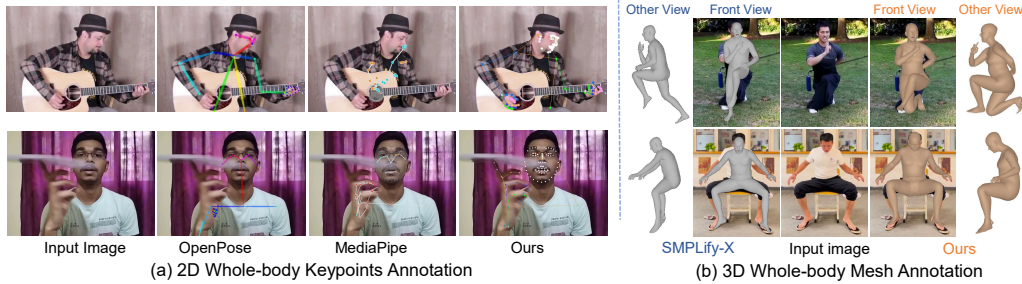 Input Image
OpenPose
MediaPipe
Ours
(a) 2D Whole-body Keypoints Annotation
Other View
Front View
Front View
Other View
SMPLify-X
Input image
Ours
(b) 3D Whole-body Mesh Annotation